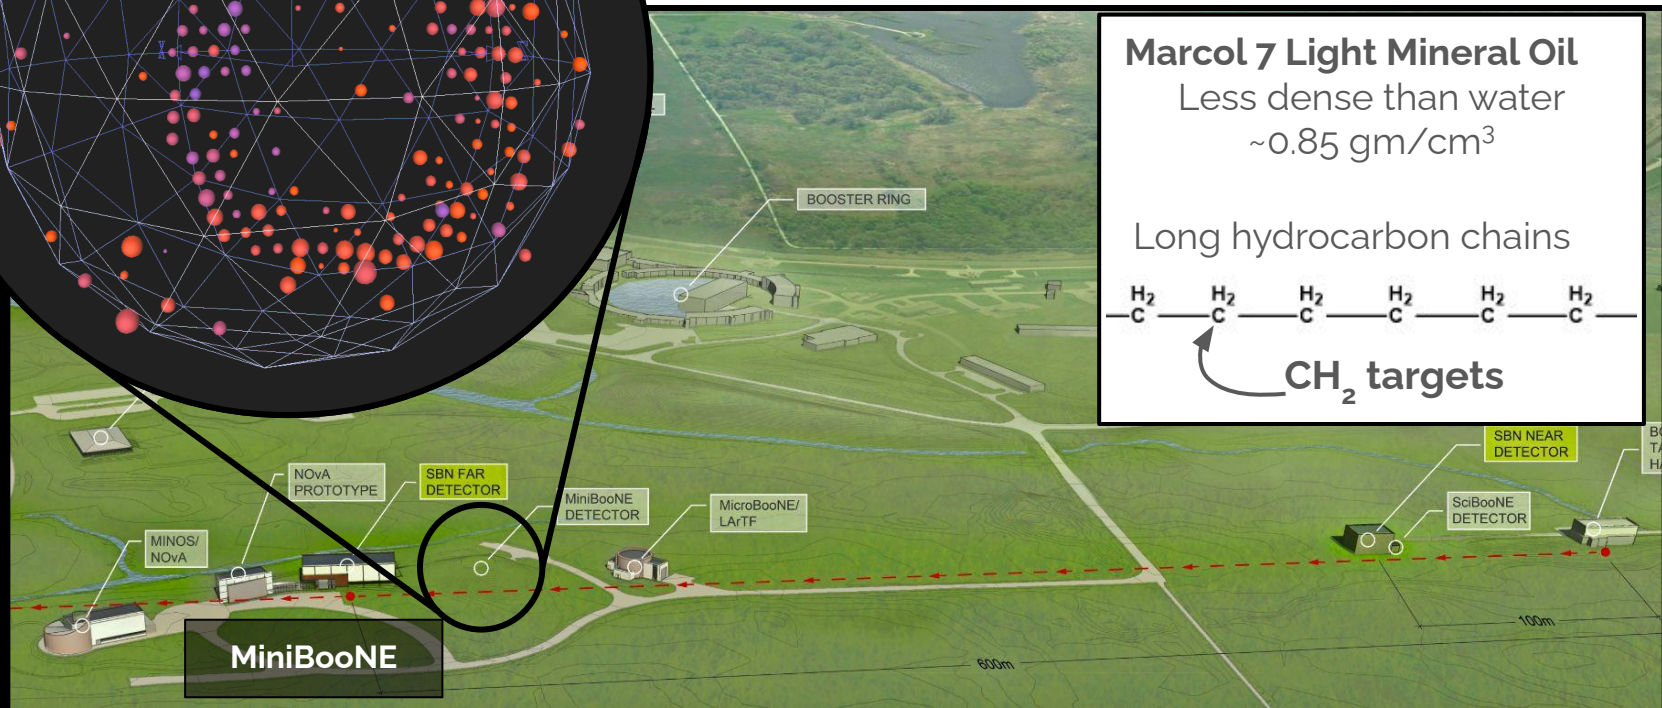 Marcol 7 Light Mineral Oil
Less dense than water
~0.85 gm/cm³
Long hydrocarbon chains
H₂ H₂ H₂ H₂ H₂ H₂
C C C C C C
CH₂ targets
BOOSTER RING
SBN NEAR
DETECTOR
SciBooNE
DETECTOR
NOvA
PROTOTYPE
SBN FAR
DETECTOR
MiniBooNE
DETECTOR
MicroBooNE/
LArTF
MINOS/
NOvA
100m
600m
MiniBooNE